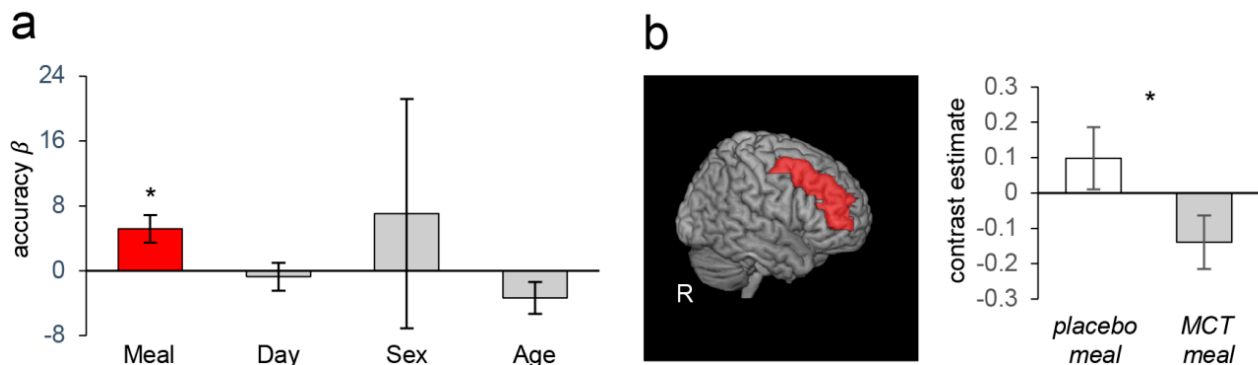 a
accuracy β
24
16
8
0
-8
*
Meal
Day
Sex
Age
b
R
contrast estimate
0.3
0.2
0.1
0
-0.1
-0.2
-0.3
*
placebo
meal
MCT
meal